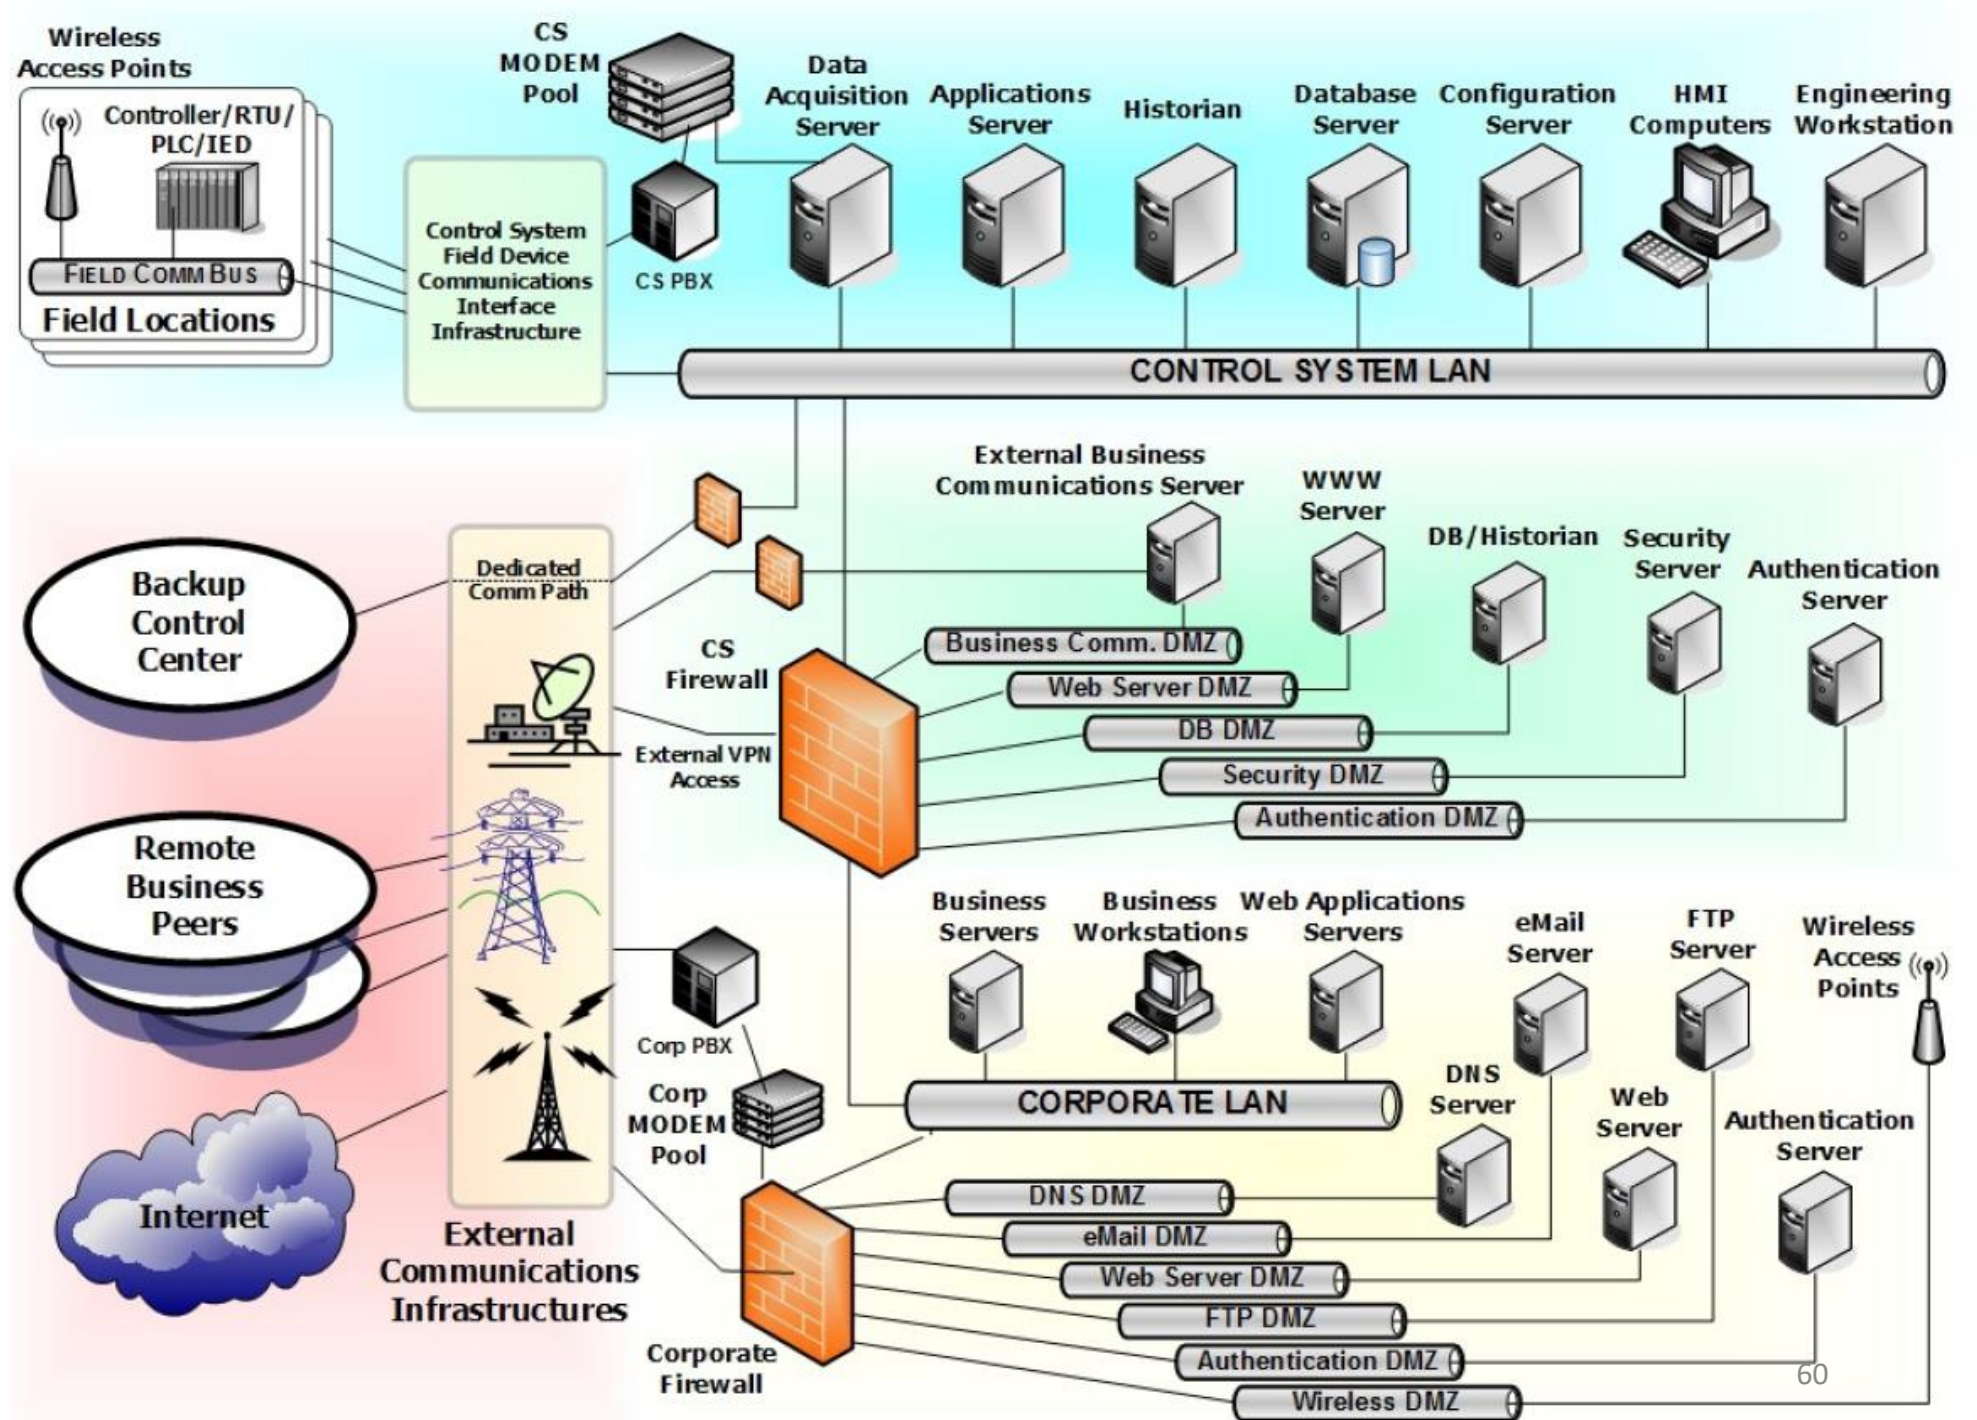 Wireless
Access Points
Controller/RTU/
PLC/IED
FIELD COMM BUS
Field Locations
Control System
Field Device
Communications
Interface
Infrastructure
CS
MODEM
Pool
CS PBX
Data
Acquisition
Server
Applications
Server
Historian
Database
Server
Configuration
Server
HMI
Computers
Engineering
Workstation
CONTROL SYSTEM LAN
External Business
Communications Server
WWW
Server
DB/Historian
Security
Server
Authentication
Server
Backup
Control
Center
Dedicated
Comm Path
CS
Firewall
External VPN
Access
Business Comm. DMZ
Web Server DMZ
DB DMZ
Security DMZ
Authentication DMZ
Remote
Business
Peers
Internet
External
Communications
Infrastructures
Corp PBX
Corp
MODEM
Pool
Business
Servers
Business
Workstations
Web Applications
Servers
eMail
Server
FTP
Server
Wireless
Access
Points
CORPORATE LAN
DNS
Server
Web
Server
Authentication
Server
DNS DMZ
eMail DMZ
Web Server DMZ
FTP DMZ
Authentication DMZ
Wireless DMZ
Corporate
Firewall
60